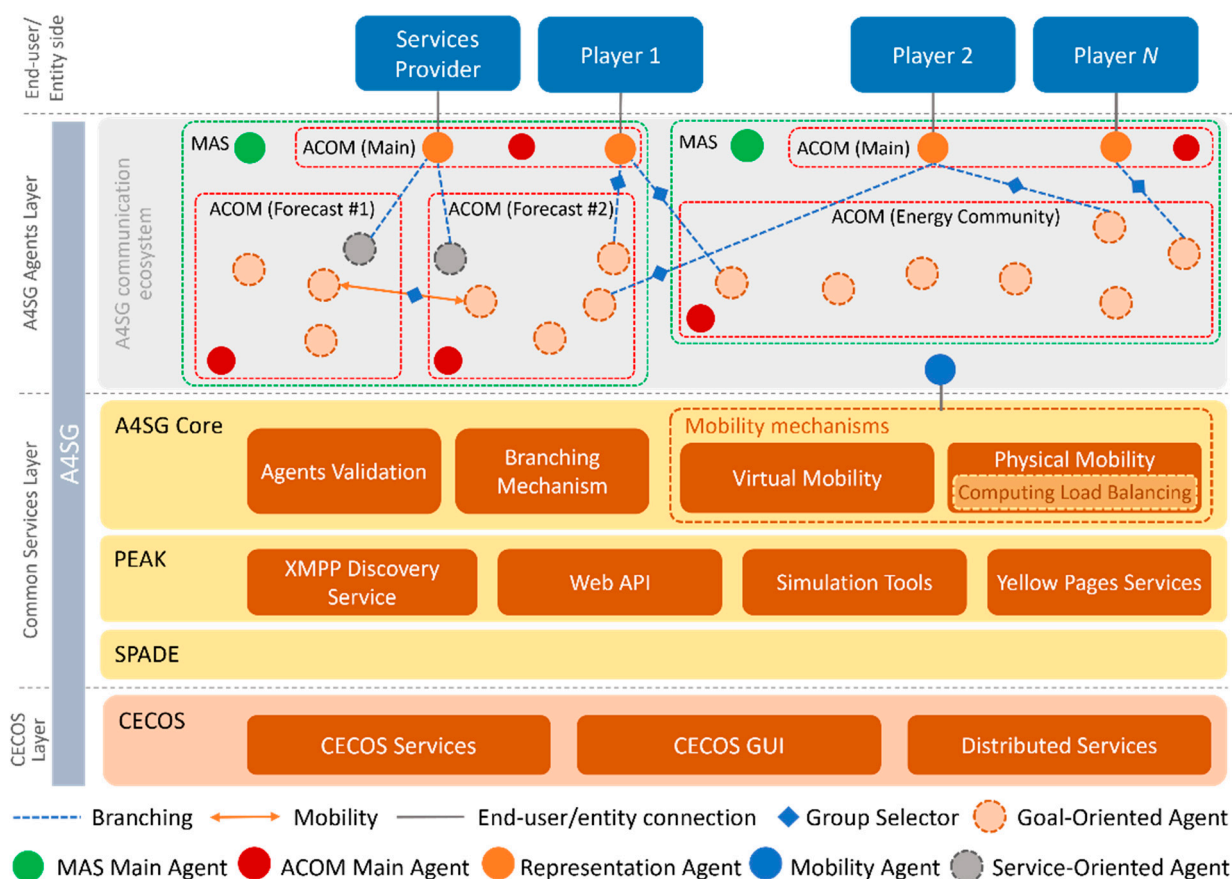 End-user/
Entity side
Services
Provider
Player 1
Player 2
Player N
A4SG Agents Layer
A4SG communication
ecosystem
MAS
ACOM (Main)
MAS
ACOM (Main)
ACOM (Forecast #1)
ACOM (Forecast #2)
ACOM (Energy Community)
A4SG
Common Services Layer
A4SG Core
Agents Validation
Branching
Mechanism
Mobility mechanisms
Virtual Mobility
Physical Mobility
Computing Load Balancing
PEAK
XMPP Discovery
Service
Web API
Simulation Tools
Yellow Pages Services
SPADE
CECOS
Layer
CECOS
CECOS Services
CECOS GUI
Distributed Services
Branching
Mobility
End-user/entity connection
Group Selector
Goal-Oriented Agent
MAS Main Agent
ACOM Main Agent
Representation Agent
Mobility Agent
Service-Oriented Agent